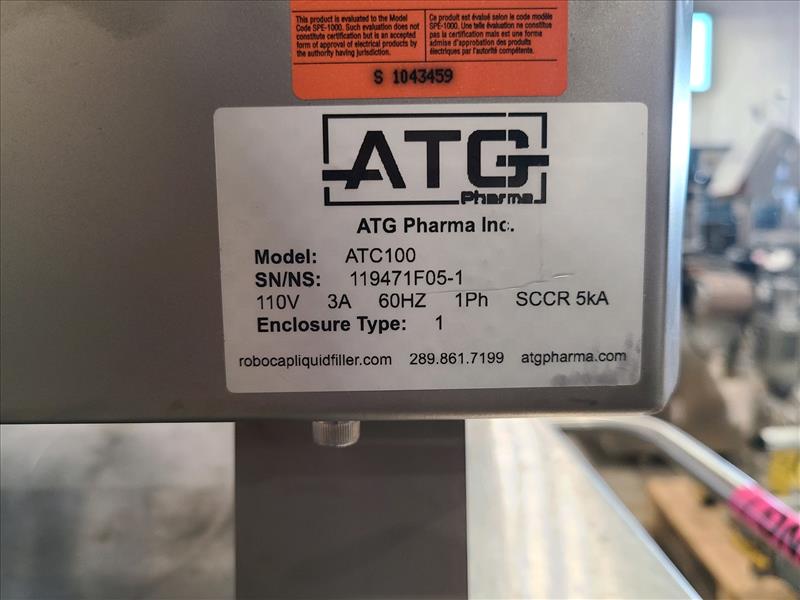 This product is evaluated to the Model
Code SPE-1000. Such evaluation does not
constitute certification but is an accepted
form of approval of electrical products by
the authority having jurisdiction.
Ce produit est évalué selon le code modèle
SPE-1000. Une telle évaluation ne constitue
pas la certification mais est une forme
admise d'approbation des produits
électriques par l'autorité compétente.
S 1043459
ATG
Pharma
ATG Pharma Inc.
Model: ATC100
SN/NS: 119471F05-1
110V 3A 60HZ 1Ph SCCR 5kA
Enclosure Type: 1
robocapliquidfiller.com 289.861.7199 atgpharma.com